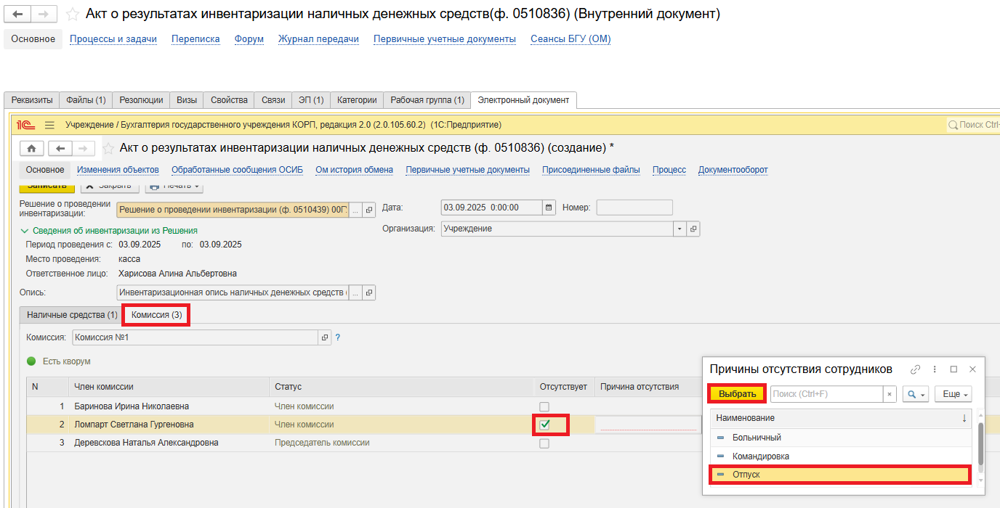 Акт о результатах инвентаризации наличных денежных средств(ф. 0510836) (Внутренний документ)
Основное Процессы и задачи Переписка Форум Журнал передачи Первичные учетные документы Сеансы БГУ (ОМ)
Реквизиты Файлы (1) Резолюции Визы Свойства Связи ЭП (1) Категории Рабочая группа (1) Электронный документ
1С Учреждение / Бухгалтерия государственного учреждения КОРП, редакция 2.0 (2.0.105.60.2) (1С:Предприятие) Поиск Ctrl+
Акт о результатах инвентаризации наличных денежных средств (ф. 0510836) (создание) *
Основное Изменения объектов Обработанные сообщения ОСИБ Ом история обмена Первичные учетные документы Присоединенные файлы Процесс Документооборот
Записать Закрыть Печать
Решение о проведении инвентаризации: Решение о проведении инвентаризации (ф. 0510439) 00Г ... Дата: 03.09.2025 0:00:00 Номер:
Сведения об инвентаризации из Решения Организация: Учреждение
Период проведения с: 03.09.2025 по: 03.09.2025
Место проведения: касса
Ответственное лицо: Харисова Алина Альбертовна
Опись: Инвентаризационная опись наличных денежных средств ( ...
Наличные средства (1) Комиссия (3)
Комиссия: Комиссия №1 ?
Есть кворум
N Член комиссии Статус Отсутствует Причина отсутствия
1 Баринова Ирина Николаевна Член комиссии
2 Ломпарт Светлана Гургеновна Член комиссии
3 Деревскова Наталья Александровна Председатель комиссии
Причины отсутствия сотрудников
Выбрать Поиск (Ctrl+F) × Еще
Наименование
Больничный
Командировка
Отпуск